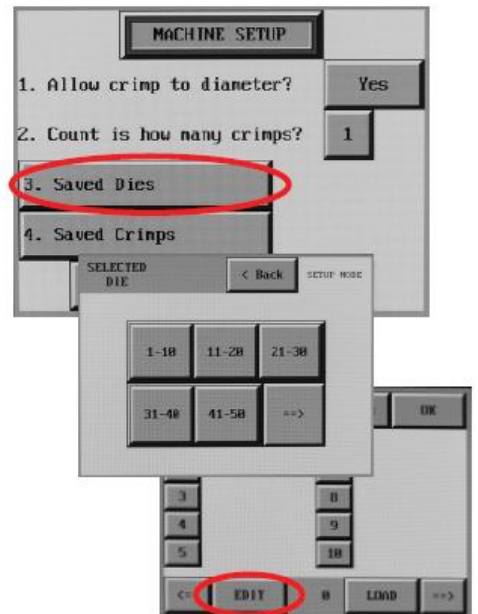 MACHINE SETUP
1. Allow crimp to diameter? Yes
2. Count is how many crimps? 1
3. Saved Dies
4. Saved Crimps
SELECTED DIE < Back SETUP MODE
1-10 11-20 21-30
31-40 41-50 ==>
OK
3 8
4 9
5 10
<= EDIT 0 LOAD ==>